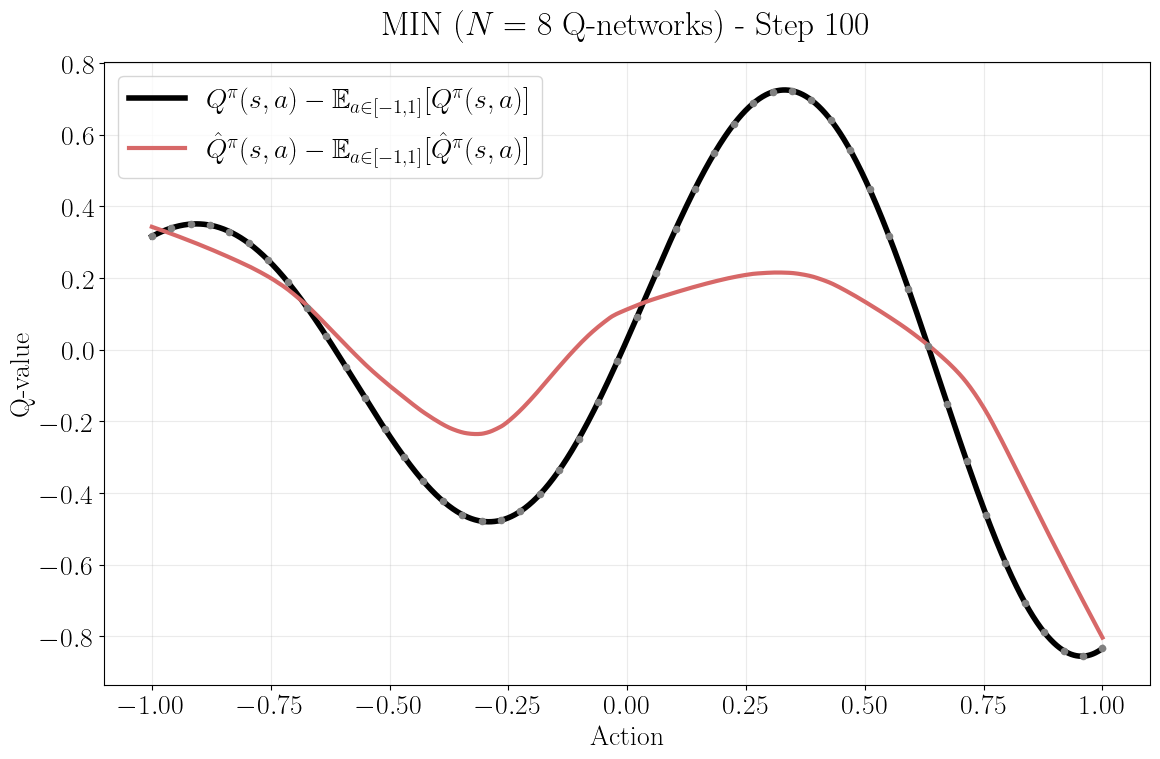 MIN (N = 8 Q-networks) - Step 100
Q^π(s, a) − 𝔼_{a∈[−1,1]}[Q^π(s, a)]
Q̂^π(s, a) − 𝔼_{a∈[−1,1]}[Q̂^π(s, a)]
0.8
0.6
0.4
0.2
0.0
−0.2
−0.4
−0.6
−0.8
Q-value
−1.00 −0.75 −0.50 −0.25 0.00 0.25 0.50 0.75 1.00
Action